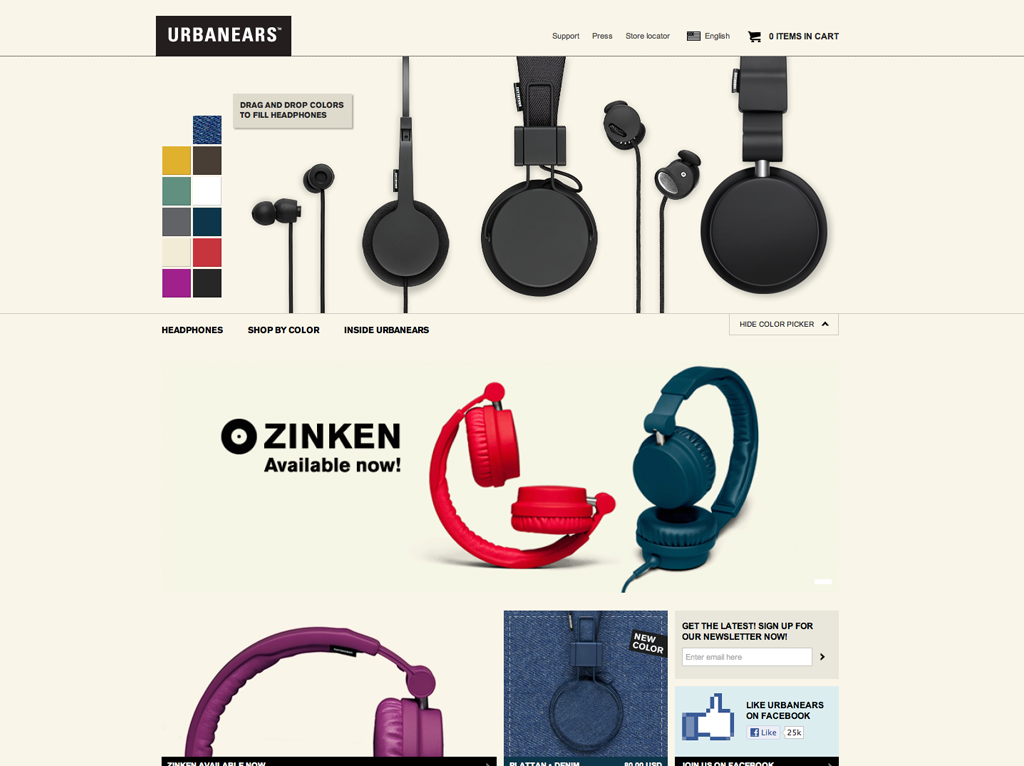 URBANEARS™
Support
Press
Store locator
English
0 ITEMS IN CART
DRAG AND DROP COLORS
TO FILL HEADPHONES
HEADPHONES
SHOP BY COLOR
INSIDE URBANEARS
HIDE COLOR PICKER
ZINKEN
Available now!
NEW
COLOR
GET THE LATEST! SIGN UP FOR
OUR NEWSLETTER NOW!
Enter email here
LIKE URBANEARS
ON FACEBOOK
Like
25k
ZINKEN AVAILABLE NOW
PLATTAN • DENIM
80.00 USD
JOIN US ON FACEBOOK